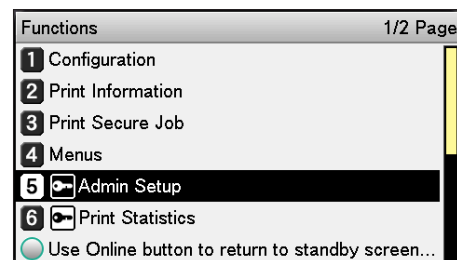 Functions 1/2 Page
1 Configuration
2 Print Information
3 Print Secure Job
4 Menus
5 Admin Setup
6 Print Statistics
Use Online button to return to standby screen...